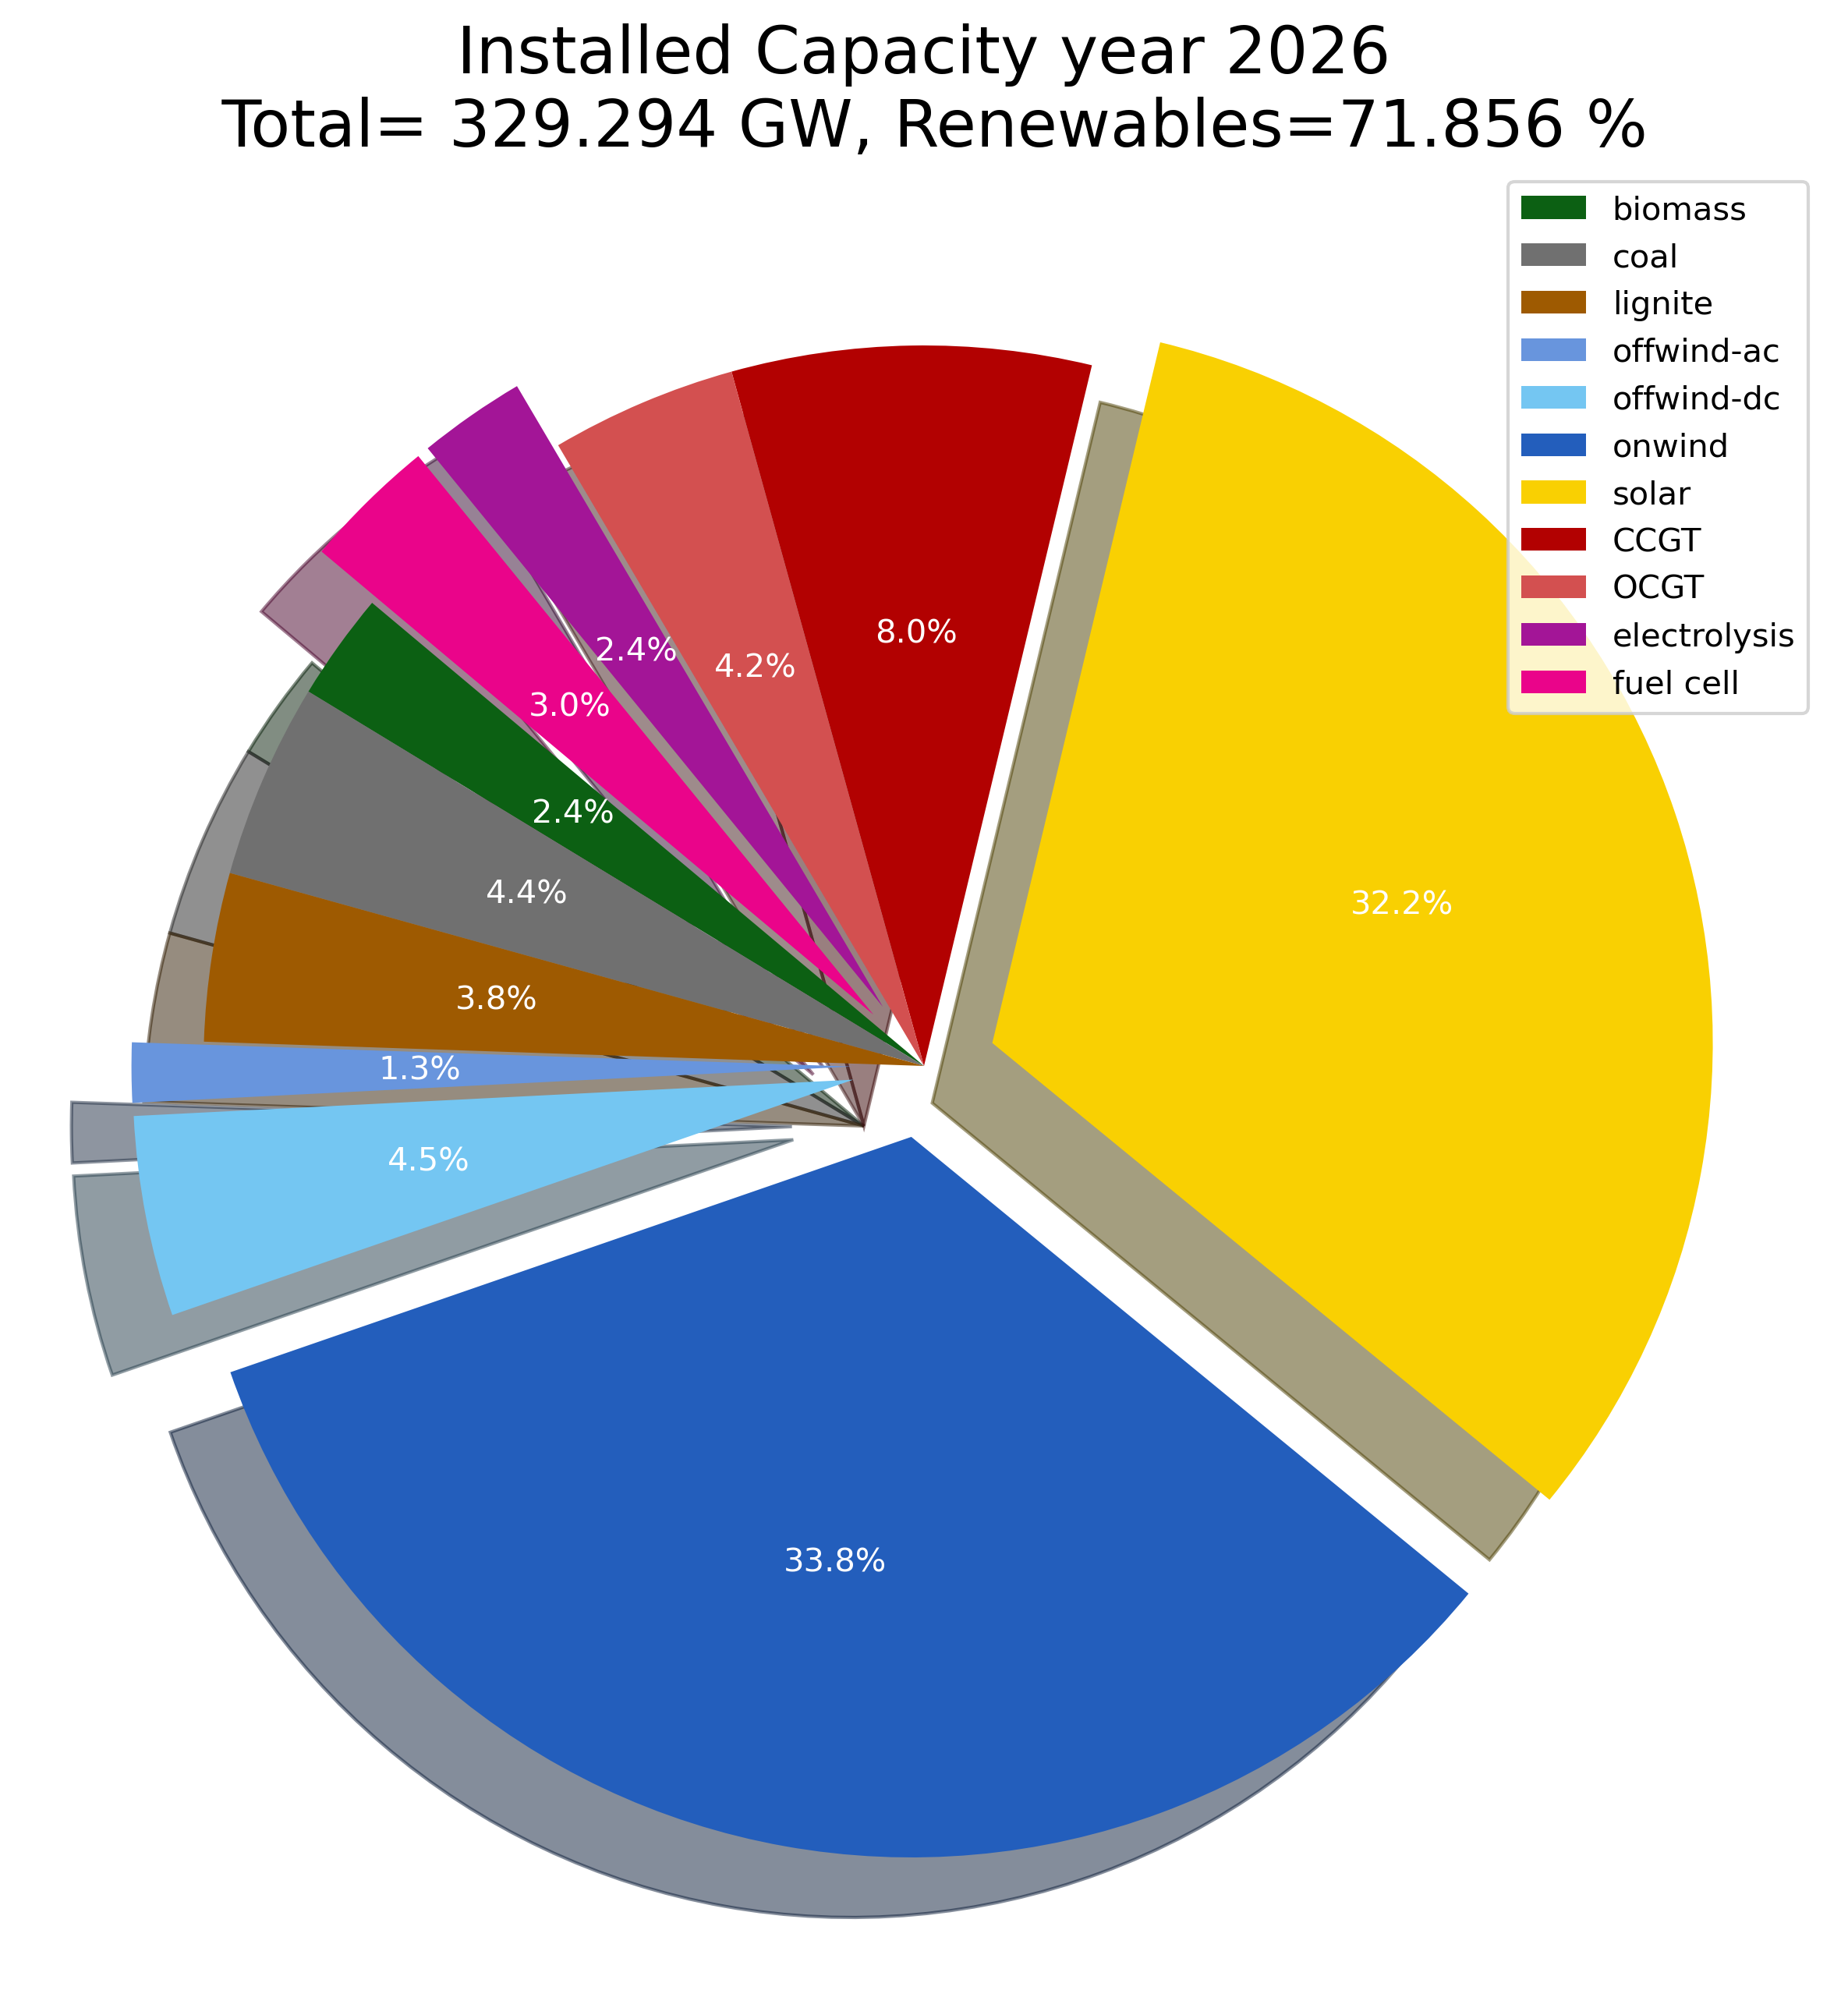 Installed Capacity year 2026
Total= 329.294 GW, Renewables=71.856 %
biomass
coal
lignite
offwind-ac
offwind-dc
onwind
solar
CCGT
OCGT
electrolysis
fuel cell
8.0%
2.4%
4.2%
3.0%
2.4%
4.4%
32.2%
3.8%
1.3%
4.5%
33.8%